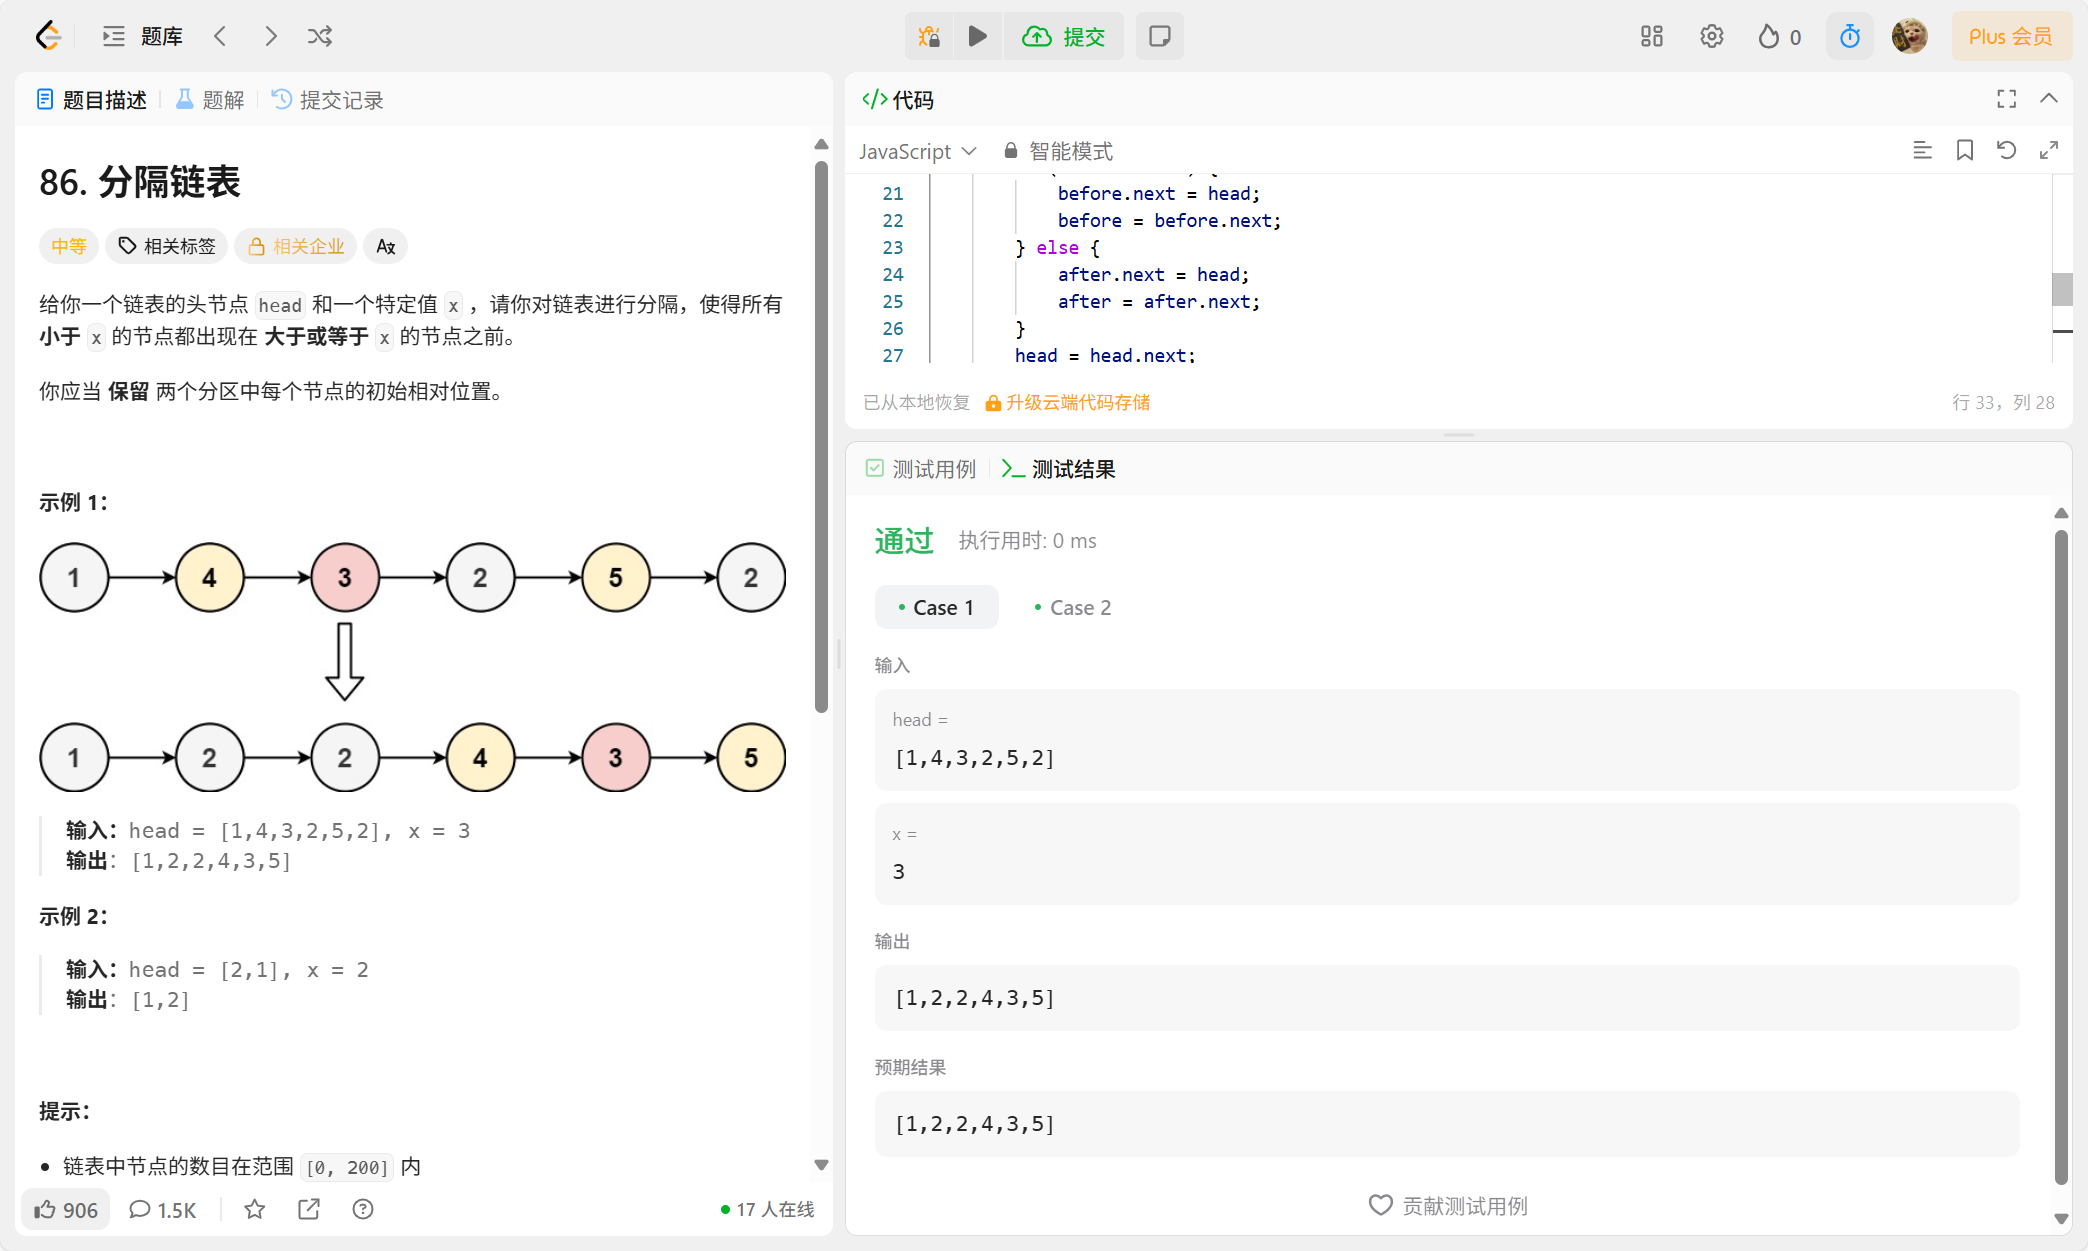 题库
提交
0
Plus 会员
题目描述
题解
提交记录
86. 分隔链表
中等
相关标签
相关企业
给你一个链表的头节点 head 和一个特定值 x ，请你对链表进行分隔，使得所有
小于 x 的节点都出现在 大于或等于 x 的节点之前。
你应当 保留 两个分区中每个节点的初始相对位置。
示例 1：
1 4 3 2 5 2
1 2 2 4 3 5
输入：head = [1,4,3,2,5,2], x = 3
输出：[1,2,2,4,3,5]
示例 2：
输入：head = [2,1], x = 2
输出：[1,2]
提示：
链表中节点的数目在范围 [0, 200] 内
906
1.5K
17 人在线
</> 代码
JavaScript
智能模式
21 before.next = head;
22 before = before.next;
23 } else {
24 after.next = head;
25 after = after.next;
26 }
27 head = head.next;
已从本地恢复
升级云端代码存储
行 33，列 28
测试用例
测试结果
通过
执行用时: 0 ms
Case 1
Case 2
输入
head =
[1,4,3,2,5,2]
x =
3
输出
[1,2,2,4,3,5]
预期结果
[1,2,2,4,3,5]
贡献测试用例